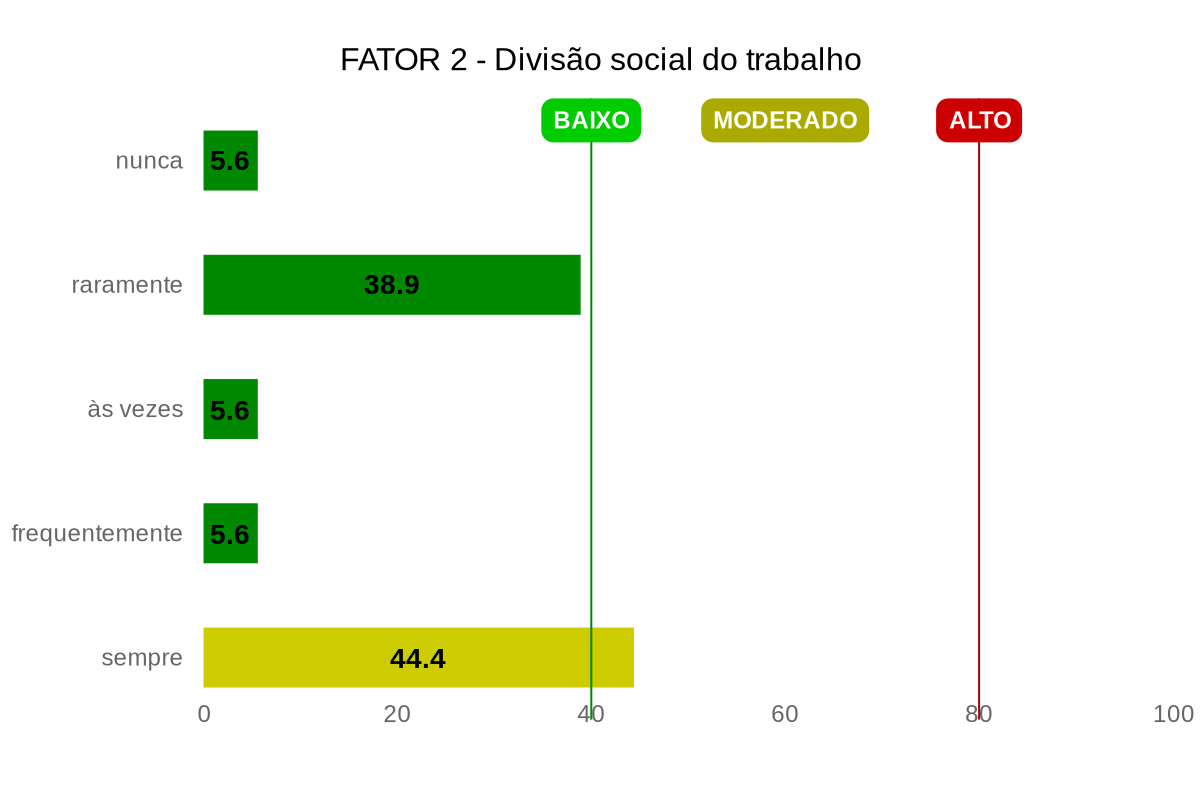 FATOR 2 - Divisão social do trabalho
BAIXO MODERADO ALTO
nunca 5.6
raramente 38.9
às vezes 5.6
frequentemente 5.6
sempre 44.4
0 20 40 60 80 100